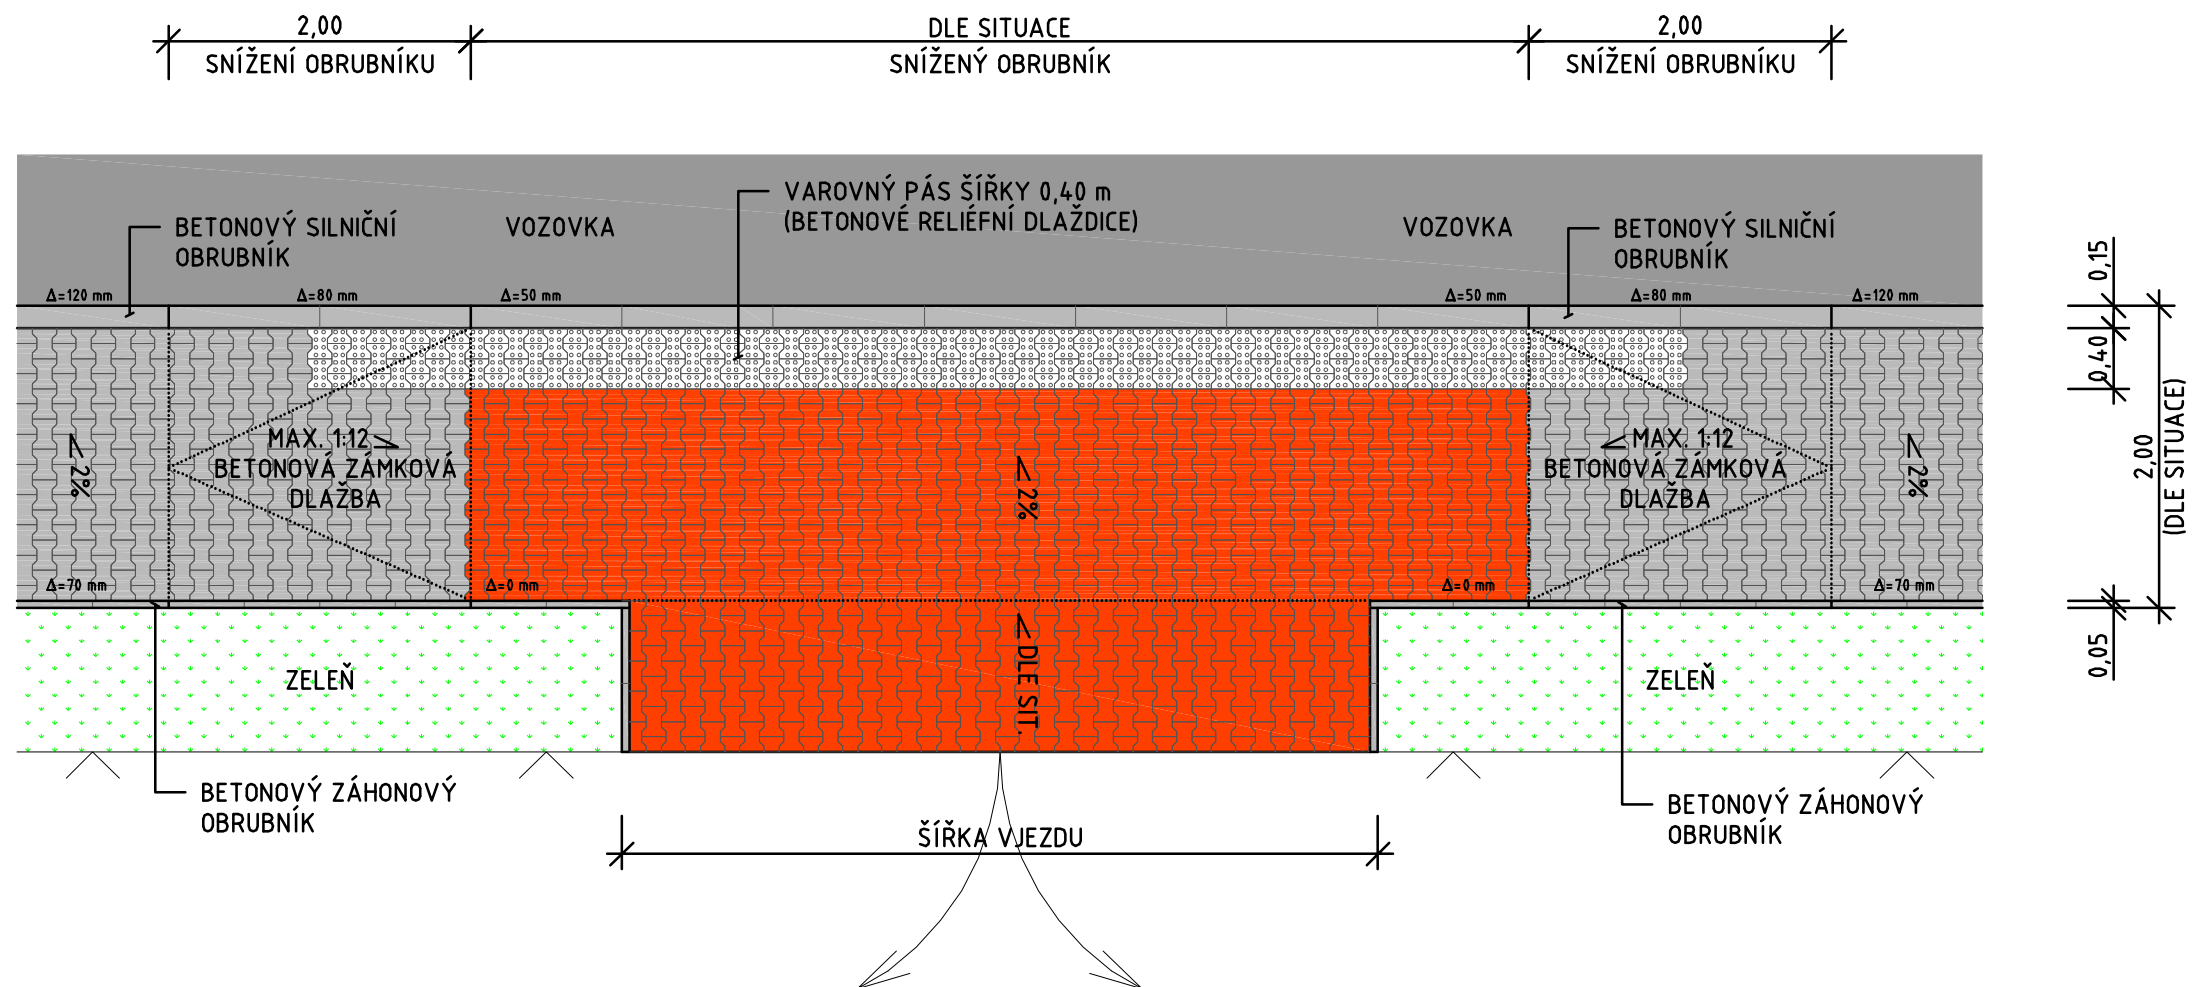 2,00
SNÍŽENÍ OBRUBNÍKU
DLE SITUACE
SNÍŽENÝ OBRUBNÍK
2,00
SNÍŽENÍ OBRUBNÍKU
VAROVNÝ PÁS ŠÍŘKY 0,40 m
(BETONOVÉ RELIÉFNÍ DLAŽDICE)
BETONOVÝ SILNIČNÍ
OBRUBNÍK
VOZOVKA
VOZOVKA
BETONOVÝ SILNIČNÍ
OBRUBNÍK
Δ=120 mm
Δ=80 mm
Δ=50 mm
Δ=50 mm
Δ=80 mm
Δ=120 mm
0,15
0,40
2,00
(DLE SITUACE)
0,05
2%
MAX. 1:12
BETONOVÁ ZÁMKOVÁ
DLAŽBA
2%
MAX. 1:12
BETONOVÁ ZÁMKOVÁ
DLAŽBA
2%
Δ=70 mm
Δ=0 mm
Δ=0 mm
Δ=70 mm
ZELEŇ
DLE SIT.
ZELEŇ
BETONOVÝ ZÁHONOVÝ
OBRUBNÍK
ŠÍŘKA VJEZDU
BETONOVÝ ZÁHONOVÝ
OBRUBNÍK